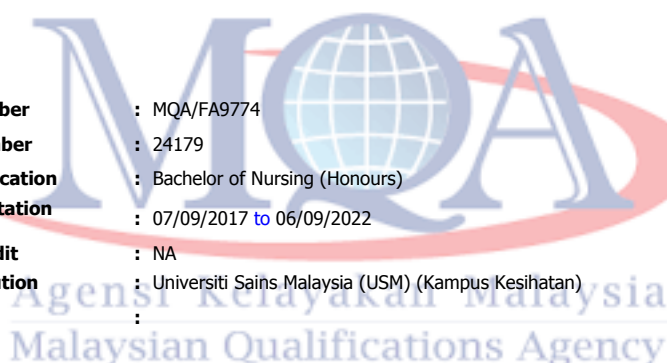 MQA
ber : MQA/FA9774
ber : 24179
cation : Bachelor of Nursing (Honours)
tation : 07/09/2017 to 06/09/2022
dit : NA
ution : Universiti Sains Malaysia (USM) (Kampus Kesihatan)
Agensi Kelayakan Malaysia
:
Malaysian Qualifications Agency